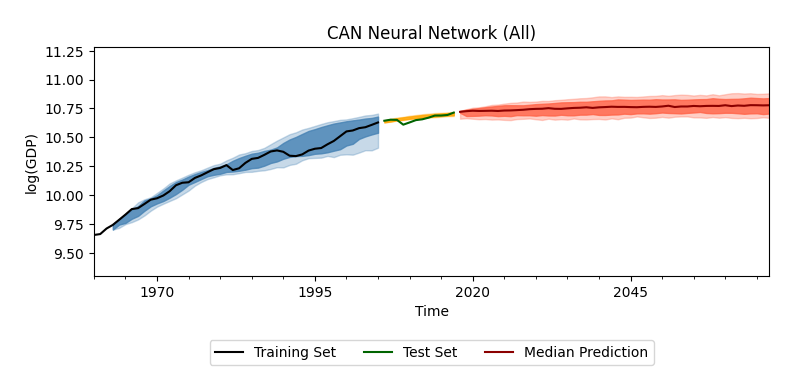 CAN Neural Network (All)
11.25
11.00
10.75
10.50
10.25
10.00
9.75
9.50
log(GDP)
1970 1995 2020 2045
Time
Training Set Test Set Median Prediction